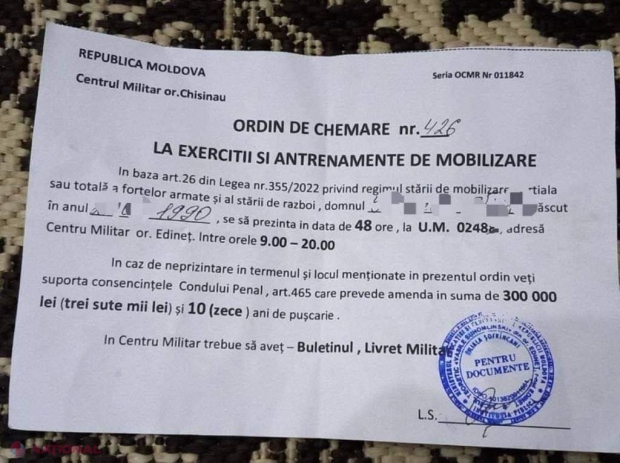 REPUBLICA MOLDOVA
Seria OCMR Nr 011842
Centrul Militar or.Chisinau
ORDIN DE CHEMARE nr. 426
LA EXERCITII SI ANTRENAMENTE DE MOBILIZARE
In baza art.26 din Legea nr.355/2022 privind regimul stării de mobilizare
sau totală a fortelor armate și al stării de razboi , domnul
în anul 1990 , se să prezinta in data de 48 ore , la U.M. 0248 , adresă
Centru Militar or. Edineț. Intre orele 9.00 – 20.00
In caz de neprizintare in termenul și locul menționate in prezentul ordin veți
suporta consencințele Condului Penal , art.465 care prevede amenda in suma de 300 000
lei (trei sute mii lei) și 10 (zece ) ani de pușcarie .
In Centru Militar trebue să aveț – Buletinul , Livret Militar
PENTRU
DOCUMENTE
L.S.